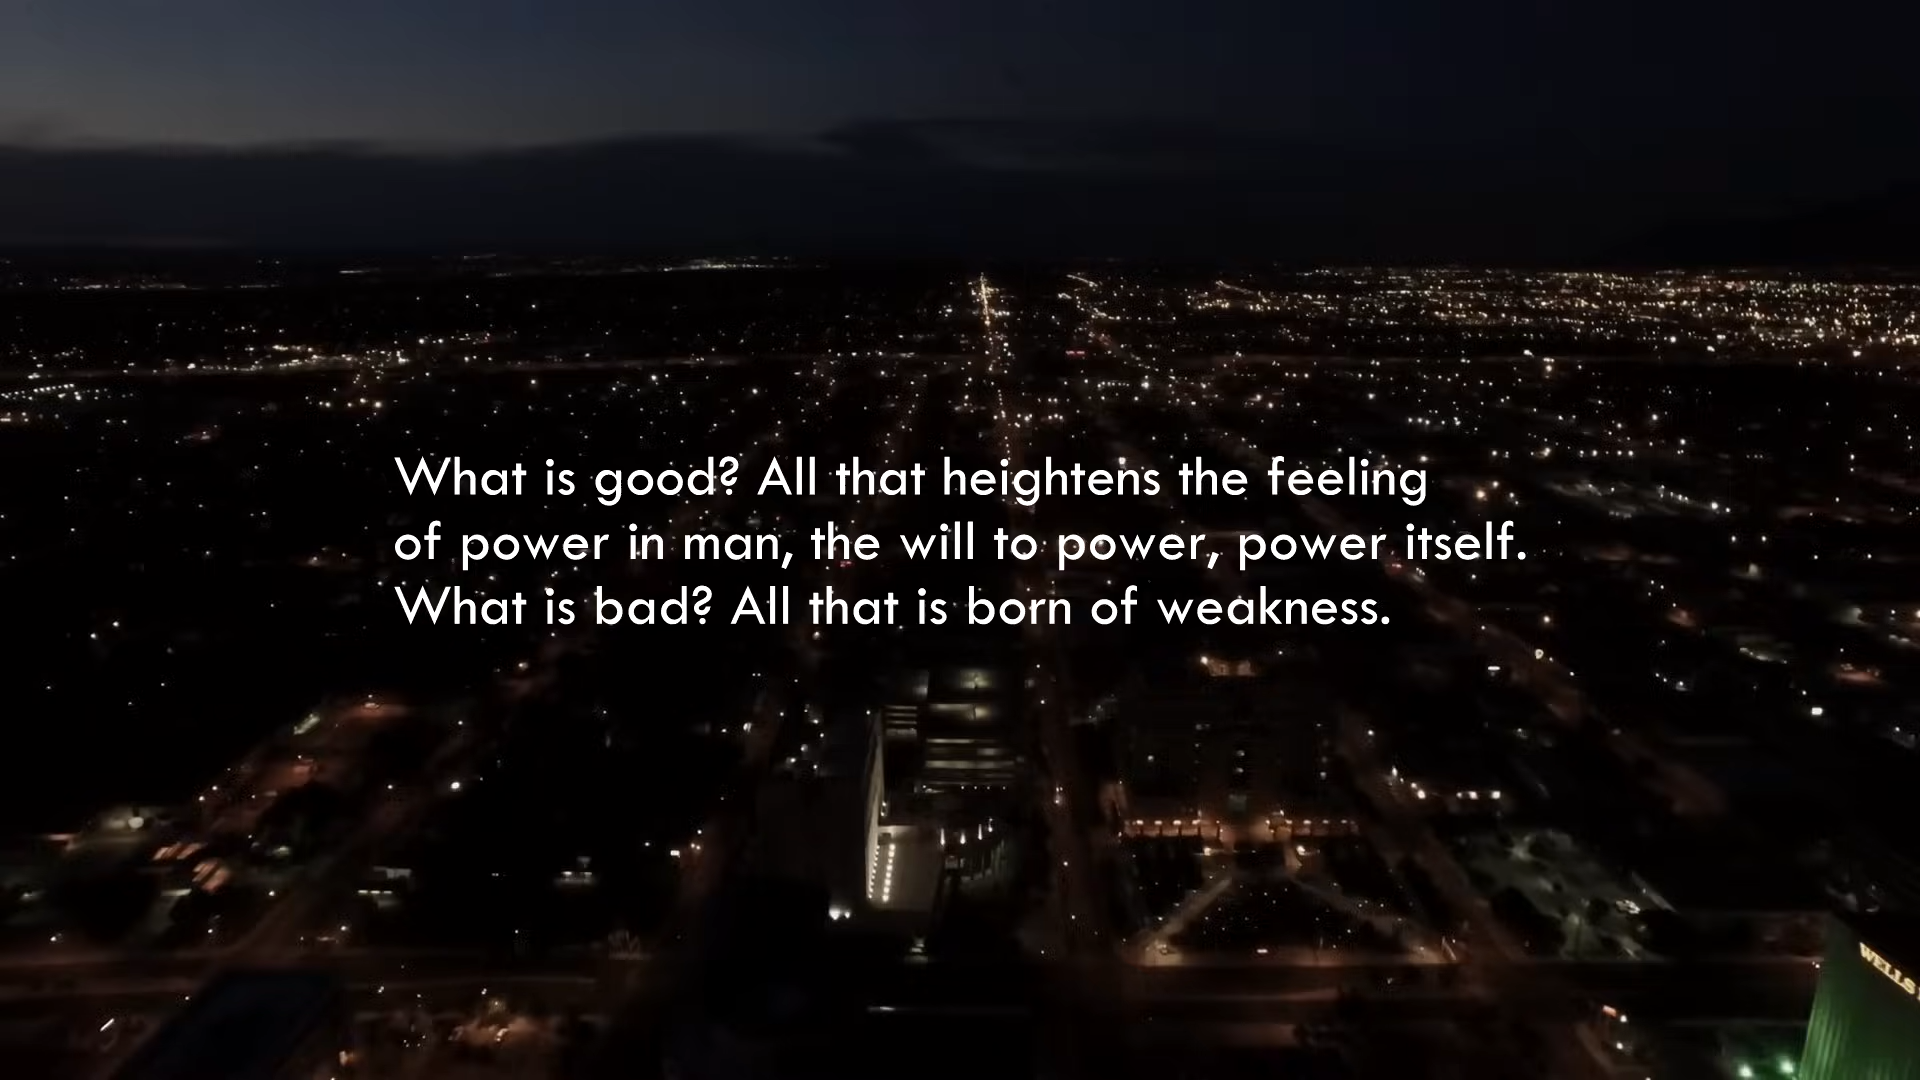 What is good? All that heightens the feeling
of power in man, the will to power, power itself.
What is bad? All that is born of weakness.
WELLS